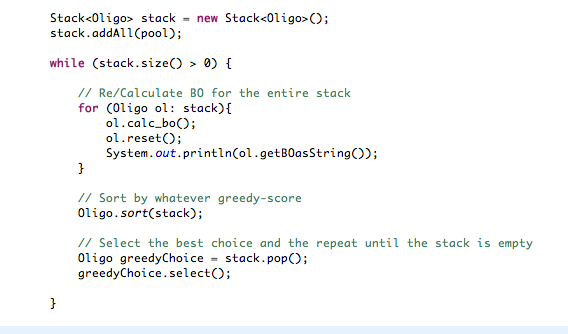 Stack<Oligo> stack = new Stack<Oligo>();
stack.addAll(pool);
while (stack.size() > 0) {
// Re/Calculate BO for the entire stack
for (Oligo ol: stack){
ol.calc_bo();
ol.reset();
System.out.println(ol.getBOasString());
}
// Sort by whatever greedy-score
Oligo.sort(stack);
// Select the best choice and the repeat until the stack is empty
Oligo greedyChoice = stack.pop();
greedyChoice.select();
}